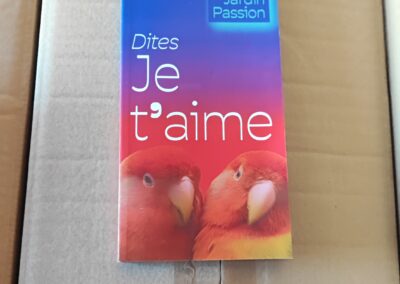 Jardin
Passion
Dites
Je
t'aime